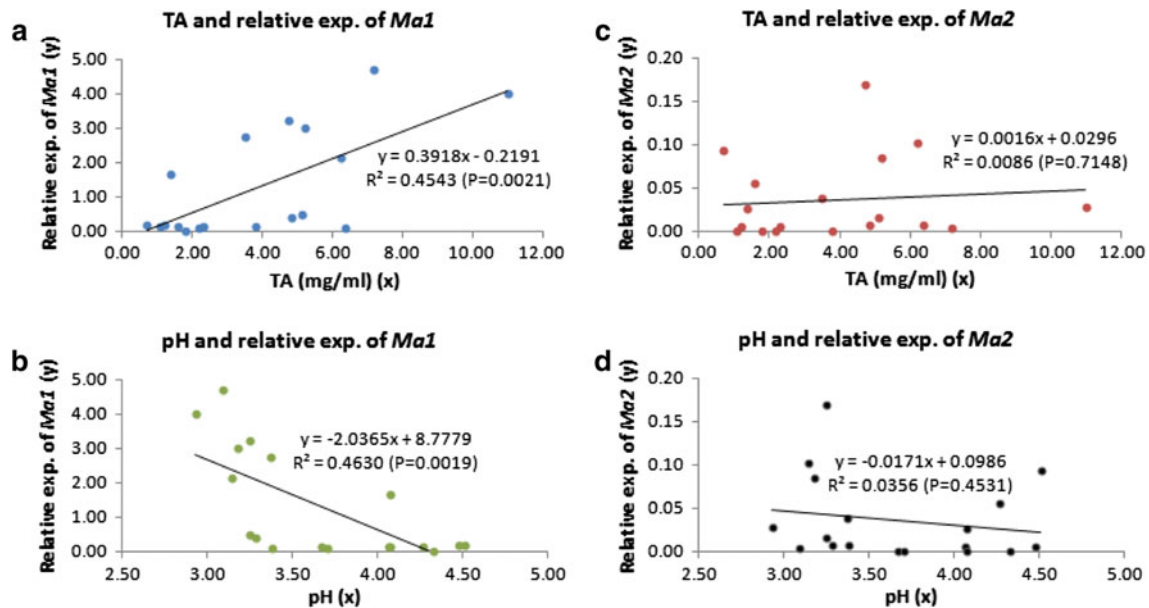 a
TA and relative exp. of Ma1
Relative exp. of Ma1 (y)
5.00
4.00
3.00
2.00
1.00
0.00
y = 0.3918x - 0.2191
R² = 0.4543 (P=0.0021)
0.00 2.00 4.00 6.00 8.00 10.00 12.00
TA (mg/ml) (x)
c
TA and relative exp. of Ma2
Relative exp. of Ma2 (y)
0.20
0.15
0.10
0.05
0.00
y = 0.0016x + 0.0296
R² = 0.0086 (P=0.7148)
0.00 2.00 4.00 6.00 8.00 10.00 12.00
TA (mg/ml) (x)
b
pH and relative exp. of Ma1
Relative exp. of Ma1 (y)
5.00
4.00
3.00
2.00
1.00
0.00
y = -2.0365x + 8.7779
R² = 0.4630 (P=0.0019)
2.50 3.00 3.50 4.00 4.50 5.00
pH (x)
d
pH and relative exp. of Ma2
Relative exp. of Ma2 (y)
0.20
0.15
0.10
0.05
0.00
y = -0.0171x + 0.0986
R² = 0.0356 (P=0.4531)
2.50 3.00 3.50 4.00 4.50 5.00
pH (x)